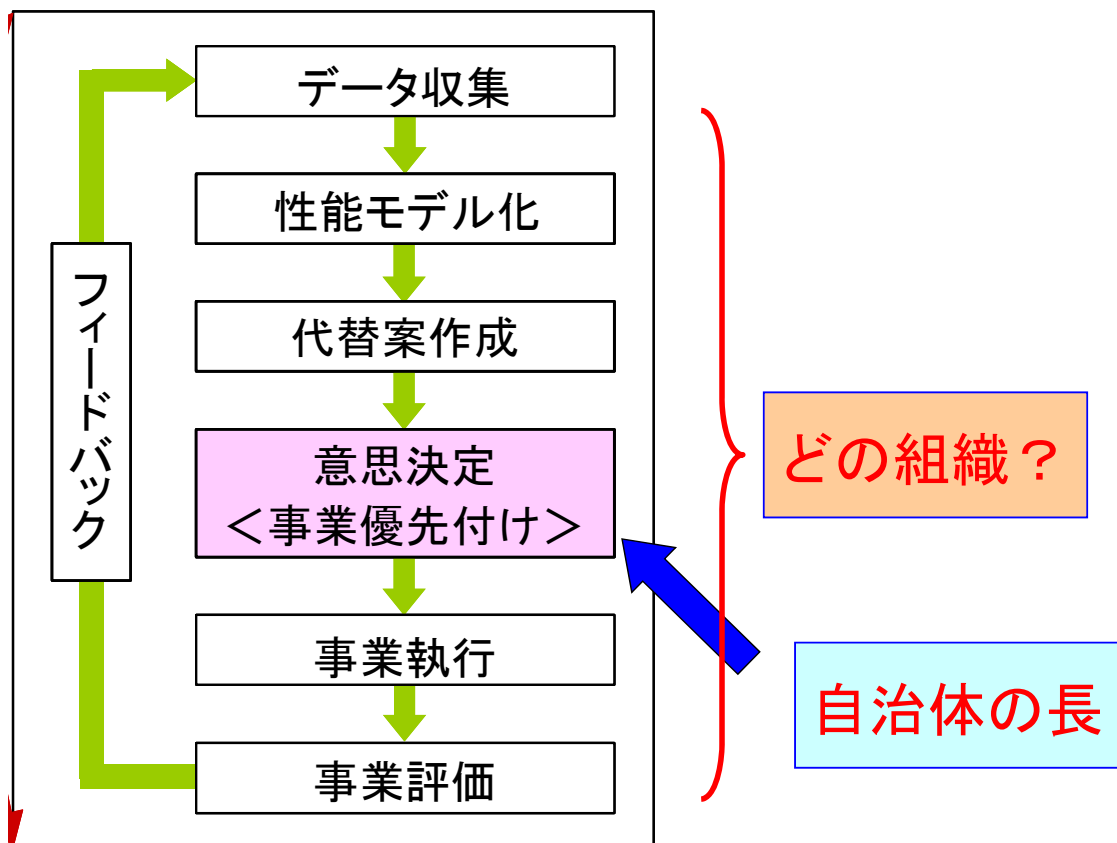 データ収集
性能モデル化
代替案作成
意思決定
＜事業優先付け＞
事業執行
事業評価
フィードバック
どの組織？
自治体の長